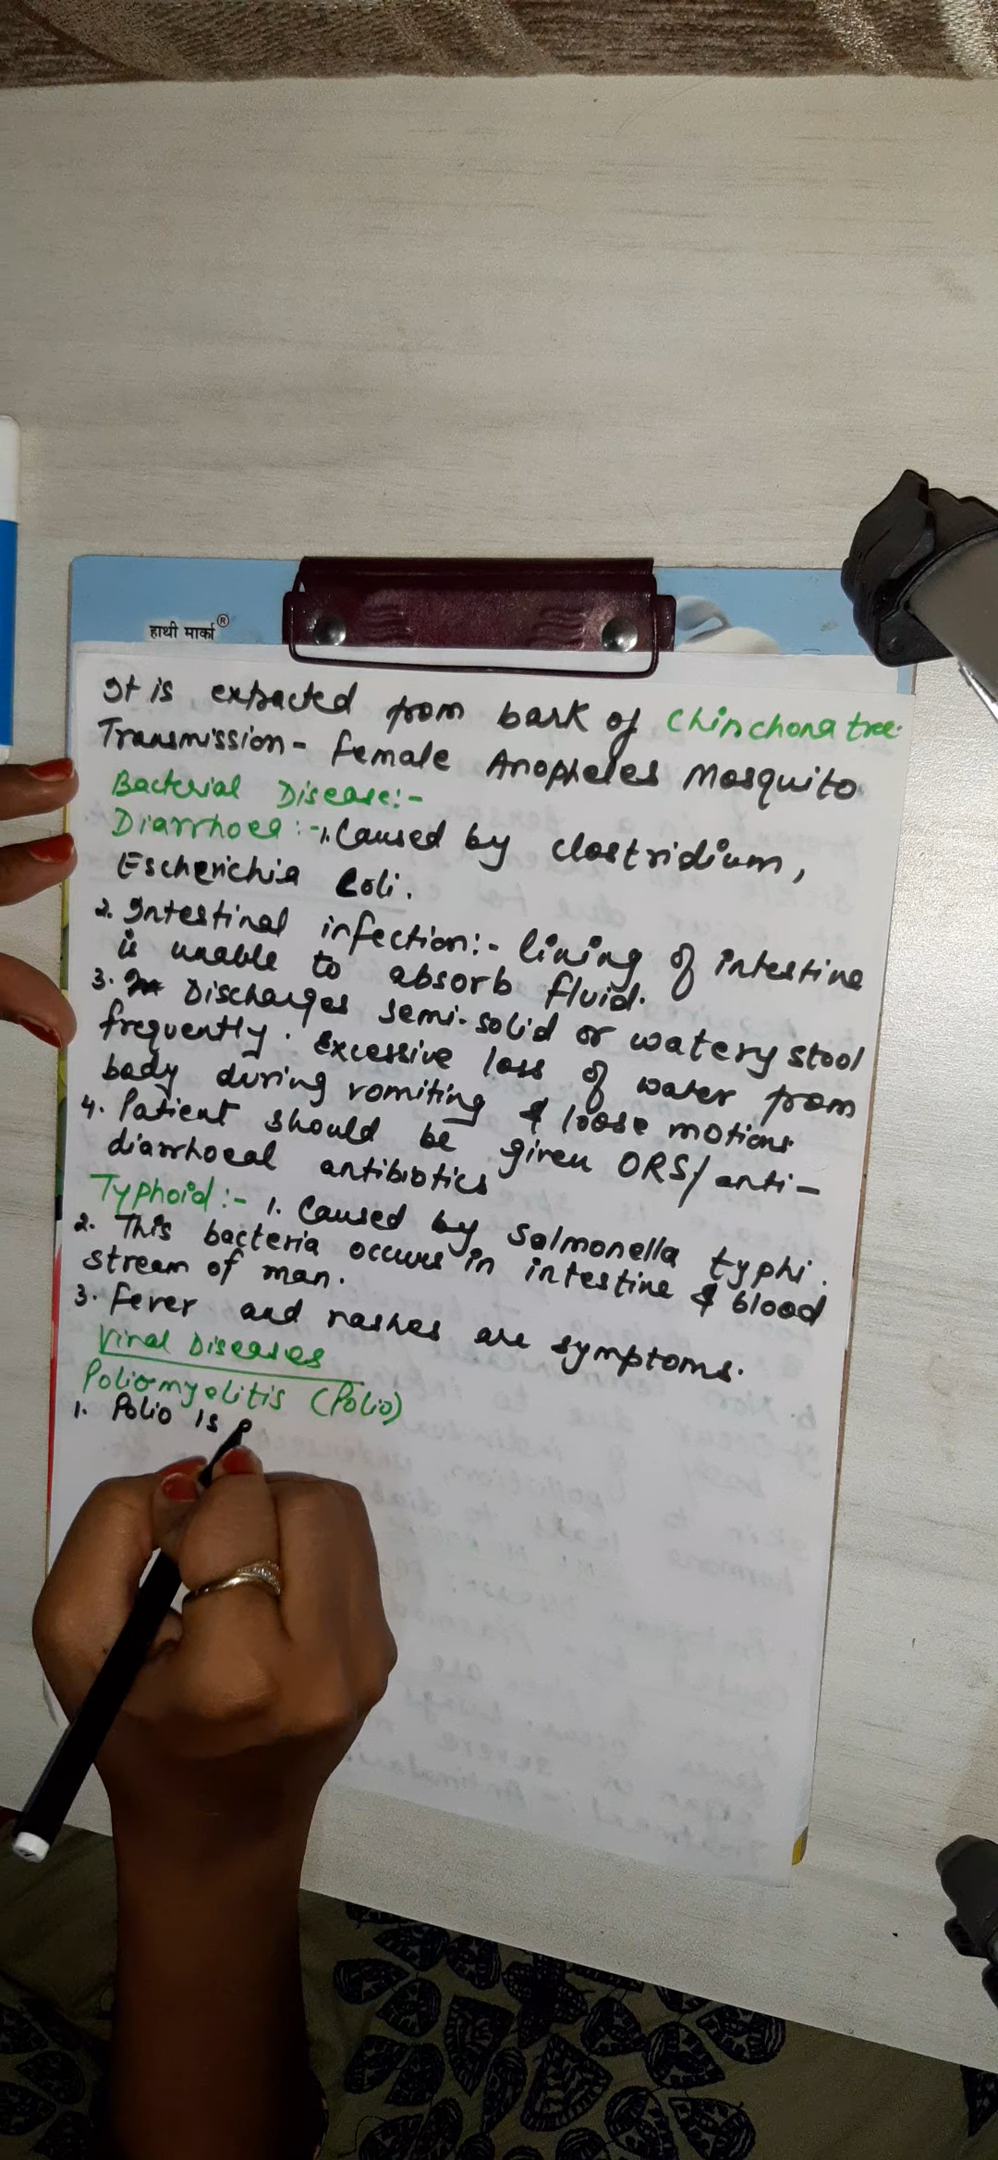 हाथी मार्का®
It is extracted from bark of Chinchona tree.
Transmission - female Anopheles Mosquito
Bacterial Disease:-
Diarrhoea:- 1. Caused by clostridium,
Escherichia Coli.
2. Intestinal infection:- lining of intestine
is unable to absorb fluid.
3. Discharges semi-solid or watery stool
frequently. Excessive loss of water from
body during vomiting & loose motions
4. Patient should be given ORS/anti-
diarrhoeal antibiotics
Typhoid:- 1. Caused by Salmonella typhi.
2. This bacteria occurs in intestine & blood
stream of man.
3. Fever and rashes are symptoms.
Viral Diseases
Poliomyelitis (Polio)
1. Polio is